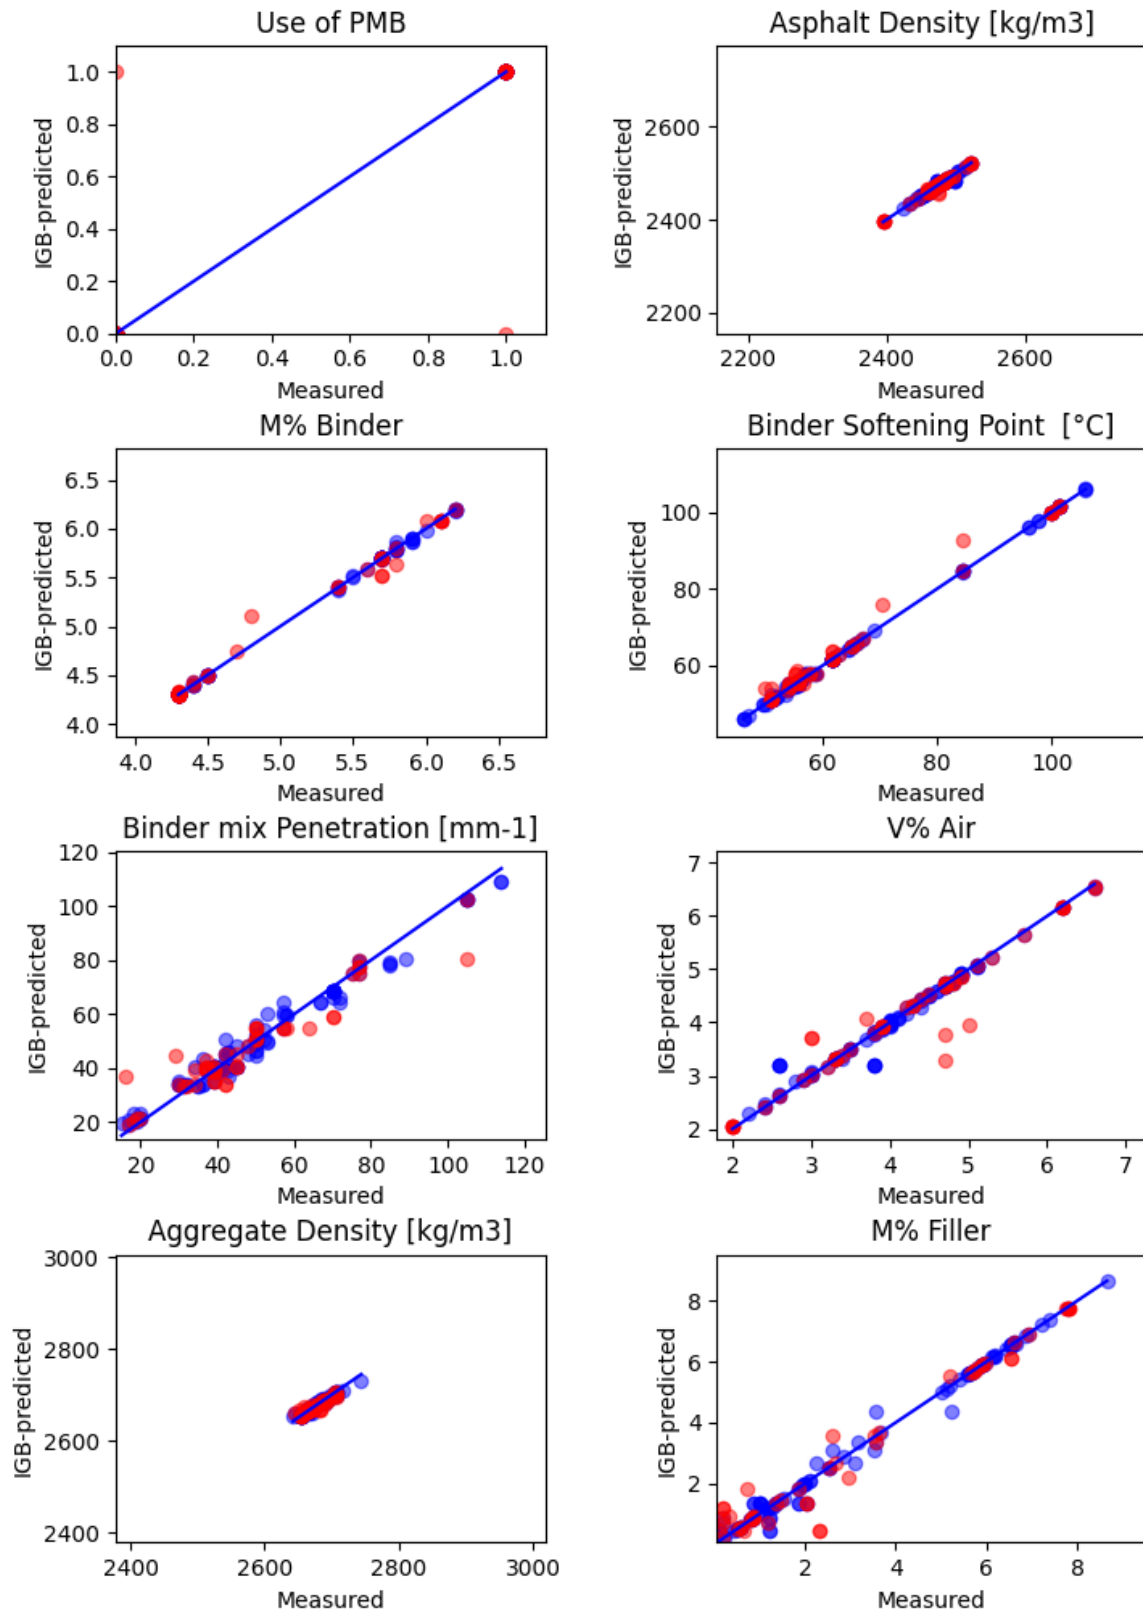 Use of PMB
1.0
0.8
0.6
0.4
0.2
0.0
IGB-predicted
0.0 0.2 0.4 0.6 0.8 1.0
Measured
Asphalt Density [kg/m3]
2600
2400
2200
IGB-predicted
2200 2400 2600
Measured
M% Binder
6.5
6.0
5.5
5.0
4.5
4.0
IGB-predicted
4.0 4.5 5.0 5.5 6.0 6.5
Measured
Binder Softening Point [°C]
100
80
60
IGB-predicted
60 80 100
Measured
Binder mix Penetration [mm-1]
120
100
80
60
40
20
IGB-predicted
20 40 60 80 100 120
Measured
V% Air
7
6
5
4
3
2
IGB-predicted
2 3 4 5 6 7
Measured
Aggregate Density [kg/m3]
3000
2800
2600
2400
IGB-predicted
2400 2600 2800 3000
Measured
M% Filler
8
6
4
2
IGB-predicted
2 4 6 8
Measured